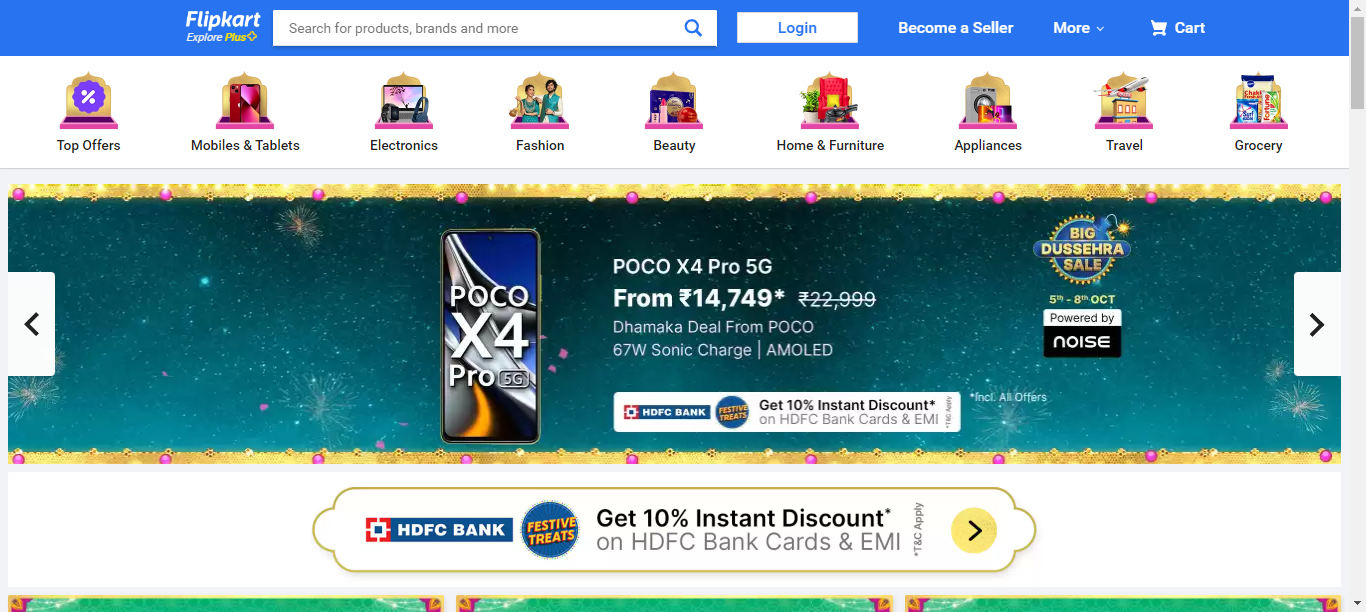 Flipkart
Explore Plus
Search for products, brands and more
Login
Become a Seller
More
Cart
Top Offers
Mobiles & Tablets
Electronics
Fashion
Beauty
Home & Furniture
Appliances
Travel
Grocery
POCO
X4
Pro 5G
POCO X4 Pro 5G
From ₹14,749* ₹22,999
Dhamaka Deal From POCO
67W Sonic Charge | AMOLED
HDFC BANK
FESTIVE
TREATS
Get 10% Instant Discount*
on HDFC Bank Cards & EMI
*T&C Apply
*Incl. All Offers
BIG
DUSSEHRA
SALE
5th - 8th OCT
Powered by
noise
HDFC BANK
FESTIVE
TREATS
Get 10% Instant Discount*
on HDFC Bank Cards & EMI
*T&C Apply